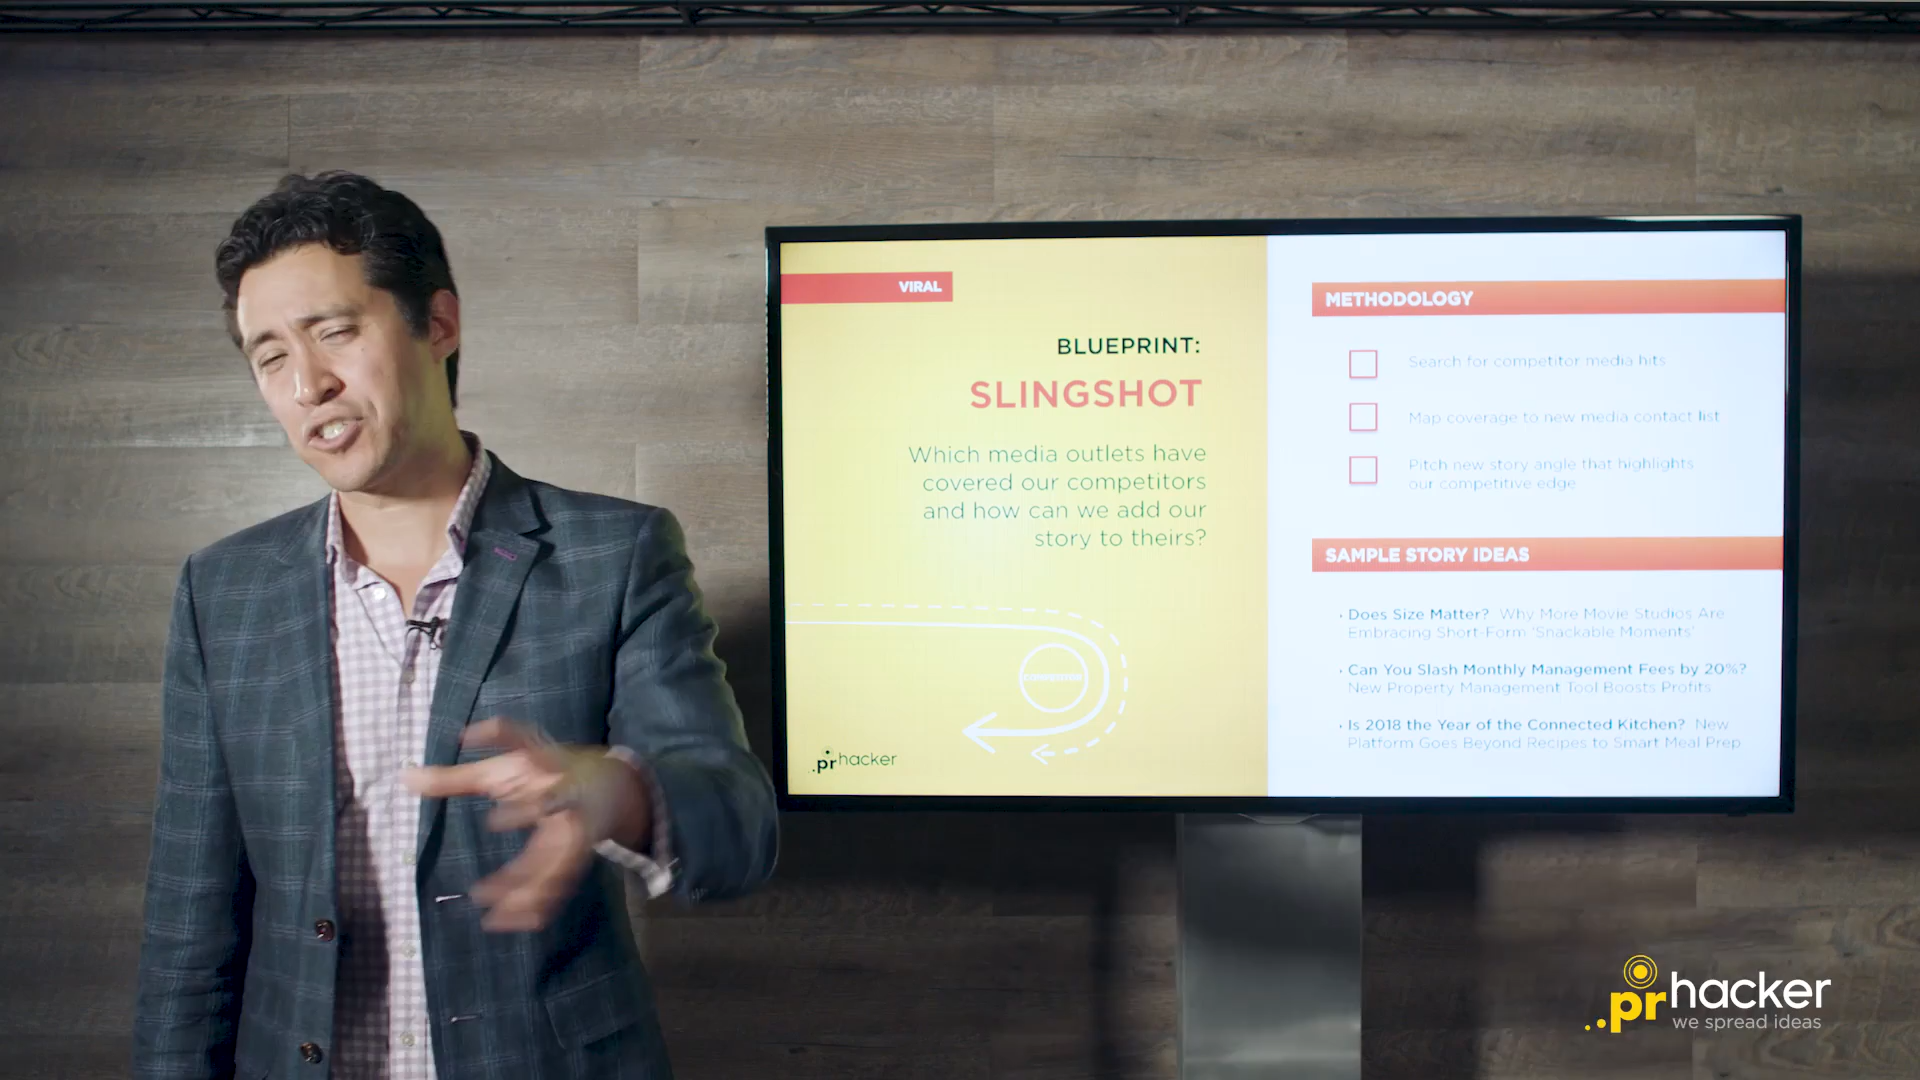 VIRAL
BLUEPRINT:
SLINGSHOT
Which media outlets have
covered our competitors
and how can we add our
story to theirs?
COMPETITOR
..prhacker
METHODOLOGY
Search for competitor media hits
Map coverage to new media contact list
Pitch new story angle that highlights
our competitive edge
SAMPLE STORY IDEAS
· Does Size Matter? Why More Movie Studios Are
Embracing Short-Form 'Snackable Moments'
· Can You Slash Monthly Management Fees by 20%?
New Property Management Tool Boosts Profits
· Is 2018 the Year of the Connected Kitchen? New
Platform Goes Beyond Recipes to Smart Meal Prep
..prhacker
we spread ideas